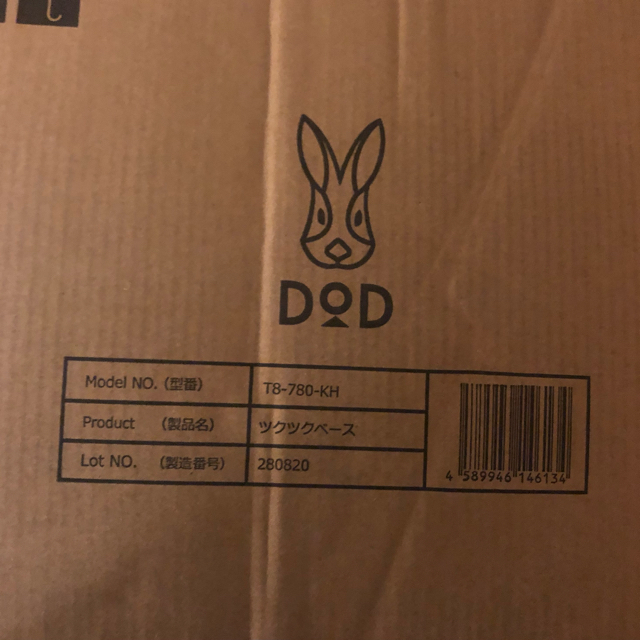 DOD
Model NO. （型番） T8-780-KH
Product （製品名） ツクツクベース
Lot NO. （製造番号） 280820
4 589946 146134